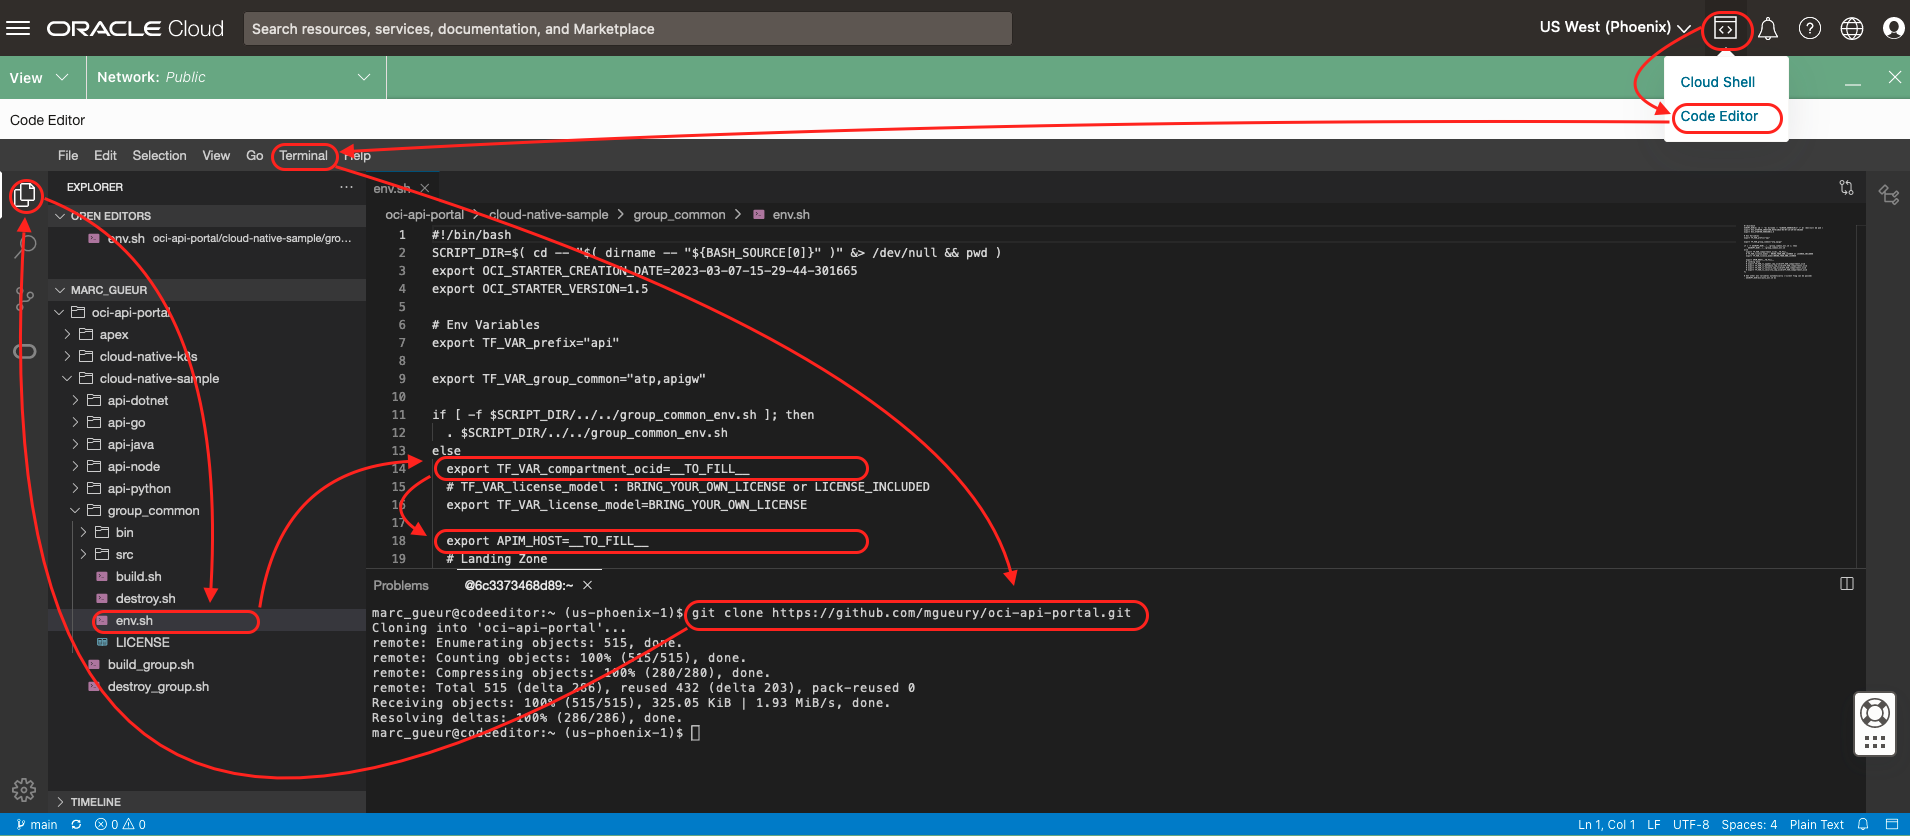 ORACLE Cloud
Search resources, services, documentation, and Marketplace
US West (Phoenix)
View
Network: Public
Cloud Shell
Code Editor
Code Editor
File Edit Selection View Go Terminal Help
EXPLORER
OPEN EDITORS
env.sh oci-api-portal/cloud-native-sample/gro...
MARC_GUEUR
oci-api-portal
apex
cloud-native-k8s
cloud-native-sample
api-dotnet
api-go
api-java
api-node
api-python
group_common
bin
src
build.sh
destroy.sh
env.sh
LICENSE
build_group.sh
destroy_group.sh
TIMELINE
env.sh
oci-api-portal > cloud-native-sample > group_common > env.sh
1 #!/bin/bash
2 SCRIPT_DIR=$( cd -- "$( dirname -- "${BASH_SOURCE[0]}" )" &> /dev/null && pwd )
3 export OCI_STARTER_CREATION_DATE=2023-03-07-15-29-44-301665
4 export OCI_STARTER_VERSION=1.5
5
6 # Env Variables
7 export TF_VAR_prefix="api"
8
9 export TF_VAR_group_common="atp,apigw"
10
11 if [ -f $SCRIPT_DIR/../../group_common_env.sh ]; then
12 . $SCRIPT_DIR/../../group_common_env.sh
13 else
14 export TF_VAR_compartment_ocid=__TO_FILL__
15 # TF_VAR_license_model : BRING_YOUR_OWN_LICENSE or LICENSE_INCLUDED
16 export TF_VAR_license_model=BRING_YOUR_OWN_LICENSE
17
18 export APIM_HOST=__TO_FILL__
19 # Landing Zone
Problems @6c3373468d89:~
marc_gueur@codeeditor:~ (us-phoenix-1)$ git clone https://github.com/mgueury/oci-api-portal.git
Cloning into 'oci-api-portal'...
remote: Enumerating objects: 515, done.
remote: Counting objects: 100% (515/515), done.
remote: Compressing objects: 100% (280/280), done.
remote: Total 515 (delta 286), reused 432 (delta 203), pack-reused 0
Receiving objects: 100% (515/515), 325.05 KiB | 1.93 MiB/s, done.
Resolving deltas: 100% (286/286), done.
marc_gueur@codeeditor:~ (us-phoenix-1)$
main 0 0
Ln 1, Col 1 LF UTF-8 Spaces: 4 Plain Text